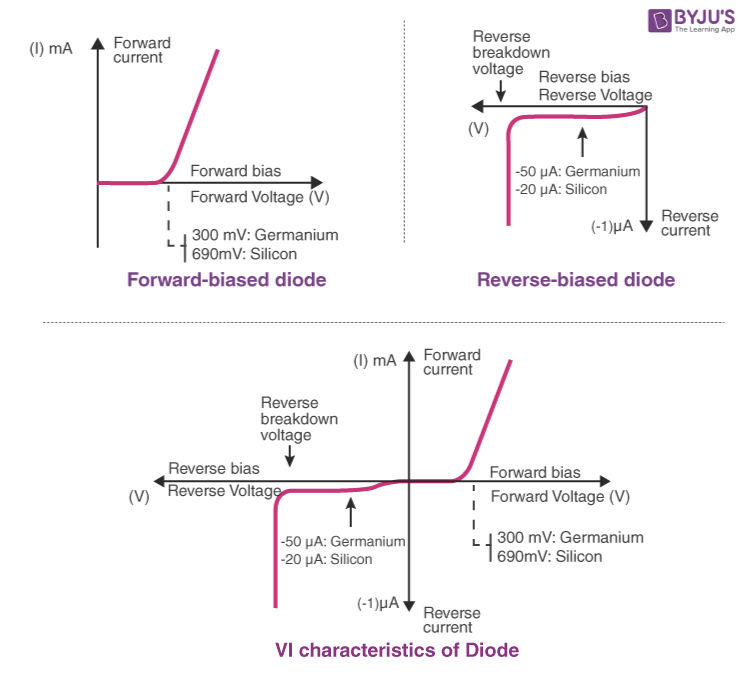 BYJU'S
The Learning App
(I) mA
Forward
current
Forward bias
Forward Voltage (V)
300 mV: Germanium
690mV: Silicon
Forward-biased diode
Reverse
breakdown
voltage
Reverse bias
Reverse Voltage
(V)
-50 µA: Germanium
-20 µA: Silicon
(-1)µA
Reverse
current
Reverse-biased diode
(I) mA
Forward
current
Reverse
breakdown
voltage
Reverse bias
Reverse Voltage
(V)
Forward bias
Forward Voltage (V)
-50 µA: Germanium
-20 µA: Silicon
300 mV: Germanium
690mV: Silicon
(-1)µA
Reverse
current
VI characteristics of Diode